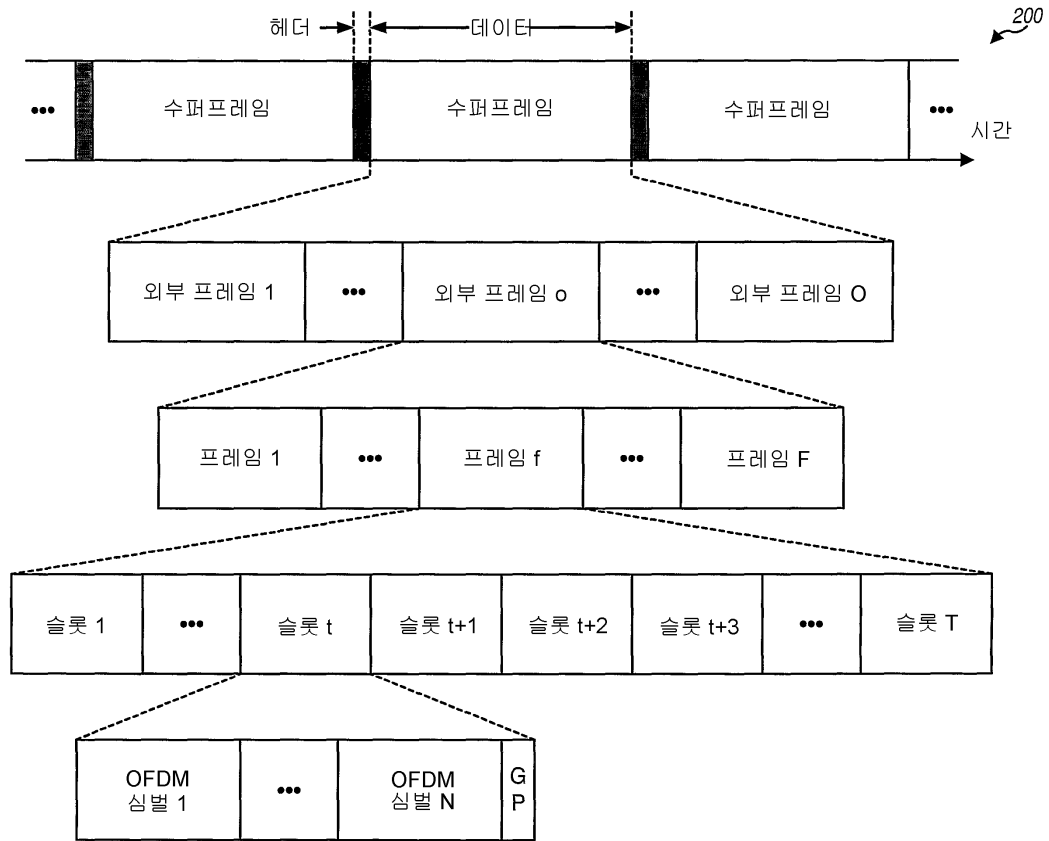 200
헤더 데이터
••• 수퍼프레임 수퍼프레임 수퍼프레임 •••
시간
외부 프레임 1 ••• 외부 프레임 o ••• 외부 프레임 O
프레임 1 ••• 프레임 f ••• 프레임 F
슬롯 1 ••• 슬롯 t 슬롯 t+1 슬롯 t+2 슬롯 t+3 ••• 슬롯 T
OFDM
심벌 1
•••
OFDM
심벌 N
G
P